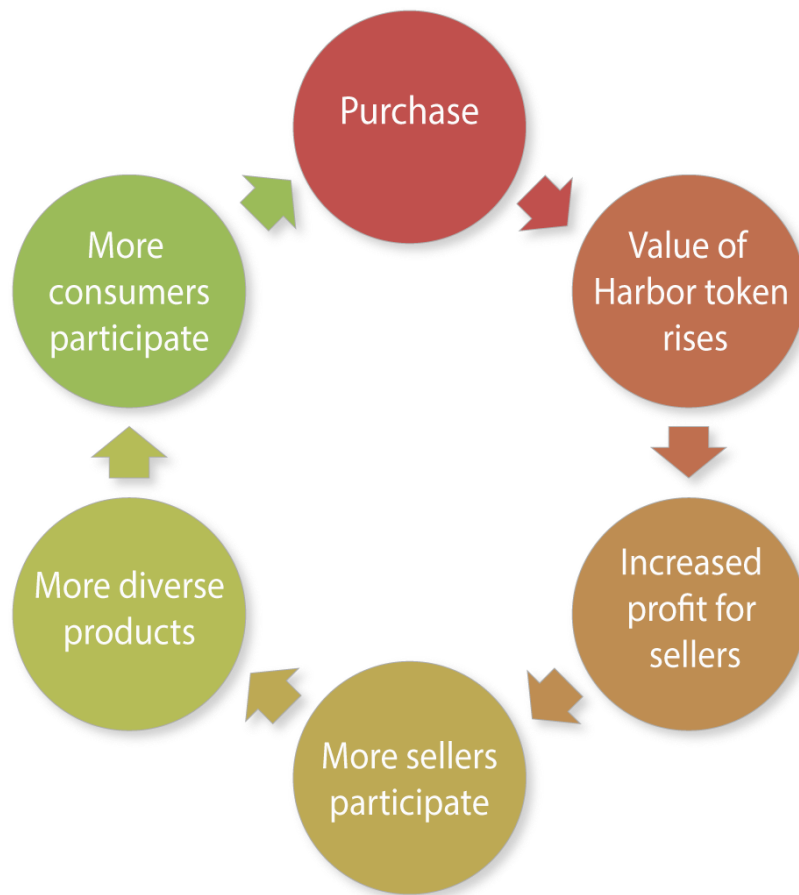 Purchase
Value of
Harbor token
rises
Increased
profit for
sellers
More sellers
participate
More diverse
products
More
consumers
participate